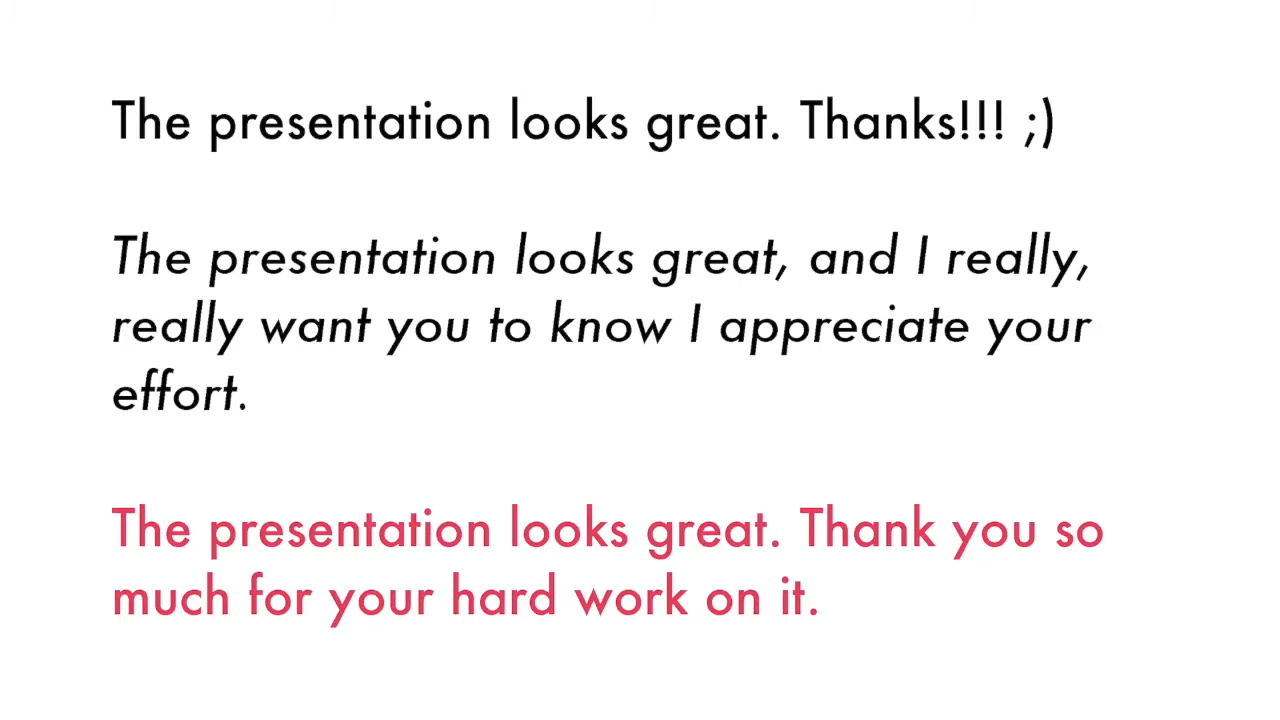 The presentation looks great. Thanks!!! ;)
The presentation looks great, and I really,
really want you to know I appreciate your
effort.
The presentation looks great. Thank you so
much for your hard work on it.